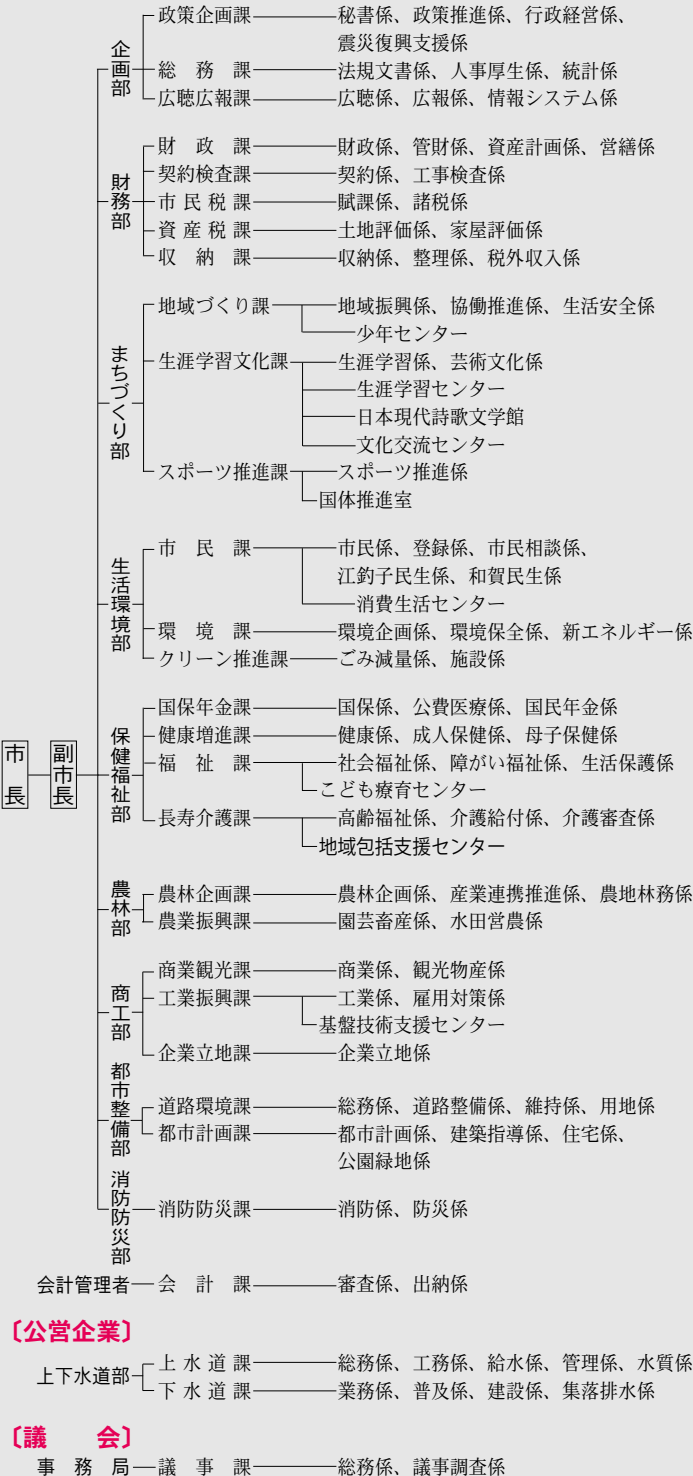 市長
副市長
企画部
政策企画課 秘書係、政策推進係、行政経営係、
震災復興支援係
総務課 法規文書係、人事厚生係、統計係
広聴広報課 広聴係、広報係、情報システム係
財務部
財政課 財政係、管財係、資産計画係、営繕係
契約検査課 契約係、工事検査係
市民税課 賦課係、諸税係
資産税課 土地評価係、家屋評価係
収納課 収納係、整理係、税外収入係
まちづくり部
地域づくり課 地域振興係、協働推進係、生活安全係
少年センター
生涯学習文化課 生涯学習係、芸術文化係
生涯学習センター
日本現代詩歌文学館
文化交流センター
スポーツ推進課 スポーツ推進係
国体推進室
生活環境部
市民課 市民係、登録係、市民相談係、
江釣子民生係、和賀民生係
消費生活センター
環境課 環境企画係、環境保全係、新エネルギー係
クリーン推進課 ごみ減量係、施設係
保健福祉部
国保年金課 国保係、公費医療係、国民年金係
健康増進課 健康係、成人保健係、母子保健係
福祉課 社会福祉係、障がい福祉係、生活保護係
こども療育センター
長寿介護課 高齢福祉係、介護給付係、介護審査係
地域包括支援センター
農林部
農林企画課 農林企画係、産業連携推進係、農地林務係
農業振興課 園芸畜産係、水田営農係
商工部
商業観光課 商業係、観光物産係
工業振興課 工業係、雇用対策係
基盤技術支援センター
企業立地課 企業立地係
都市整備部
道路環境課 総務係、道路整備係、維持係、用地係
都市計画課 都市計画係、建築指導係、住宅係、
公園緑地係
消防防災部
消防防災課 消防係、防災係
会計管理者 会計課 審査係、出納係
〔公営企業〕
上下水道部
上水道課 総務係、工務係、給水係、管理係、水質係
下水道課 業務係、普及係、建設係、集落排水係
〔議会〕
事務局 議事課 総務係、議事調査係